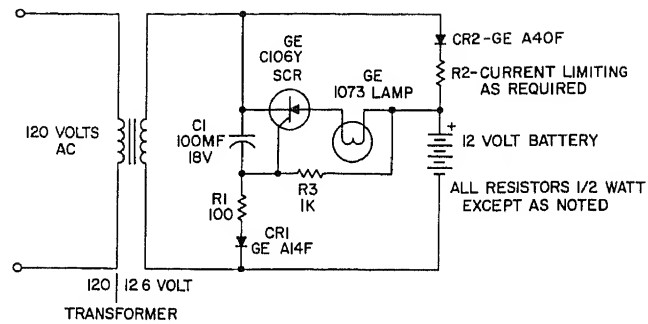 GE
C106Y
SCR
GE
1073 LAMP
CR2-GE A40F
R2-CURRENT LIMITING
AS REQUIRED
120 VOLTS
AC
C1
100MF
18V
+
12 VOLT BATTERY
R3
1K
ALL RESISTORS 1/2 WATT
EXCEPT AS NOTED
R1
100
CR1
GE A14F
120 12 6 VOLT
TRANSFORMER